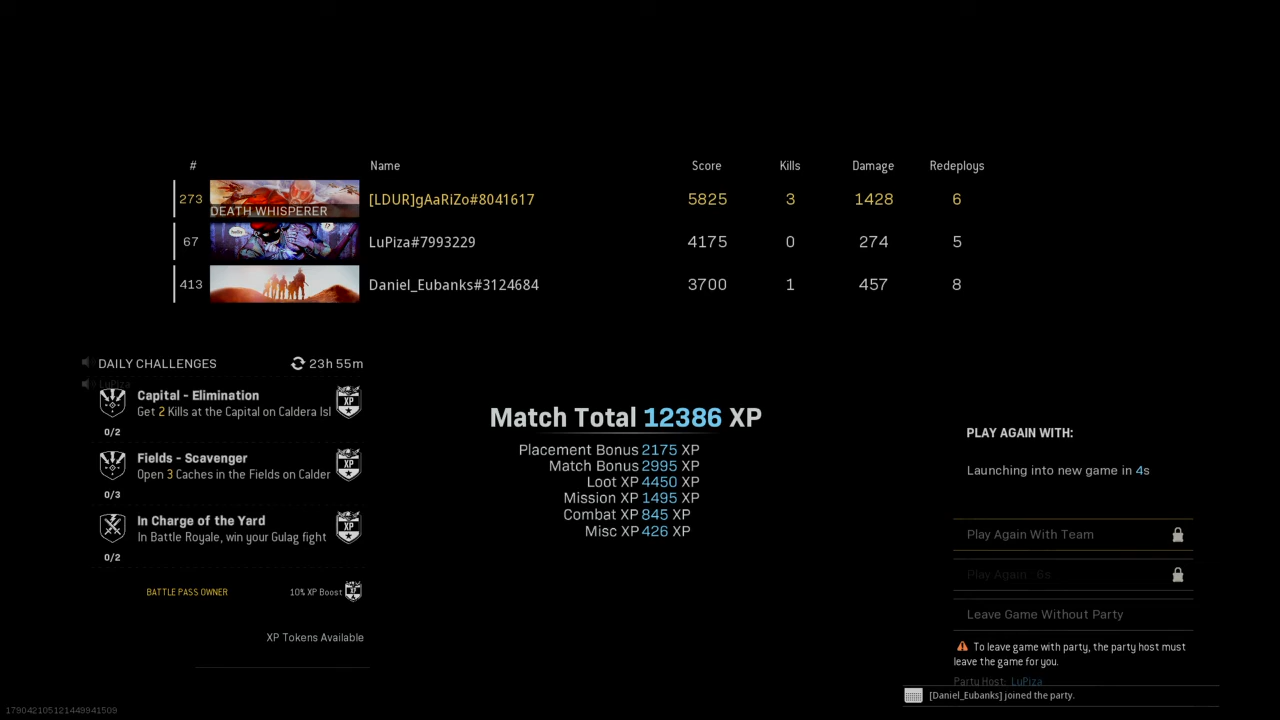 # Name Score Kills Damage Redeploys
273 DEATH WHISPERER [LDUR]gAaRiZo#8041617 5825 3 1428 6
67 LuPiza#7993229 4175 0 274 5
413 Daniel_Eubanks#3124684 3700 1 457 8
DAILY CHALLENGES 23h 55m
LuPiza
Capital - Elimination
Get 2 Kills at the Capital on Caldera Isl
XP
0/2
Fields - Scavenger
Open 3 Caches in the Fields on Calder
XP
0/3
In Charge of the Yard
In Battle Royale, win your Gulag fight
XP
0/2
BATTLE PASS OWNER 10% XP Boost
XP Tokens Available
Match Total 12386 XP
Placement Bonus 2175 XP
Match Bonus 2995 XP
Loot XP 4450 XP
Mission XP 1495 XP
Combat XP 845 XP
Misc XP 426 XP
PLAY AGAIN WITH:
Launching into new game in 4s
Play Again With Team
Play Again 6s
Leave Game Without Party
To leave game with party, the party host must
leave the game for you.
Party Host: LuPiza
[Daniel_Eubanks] joined the party.
179042105121449941509